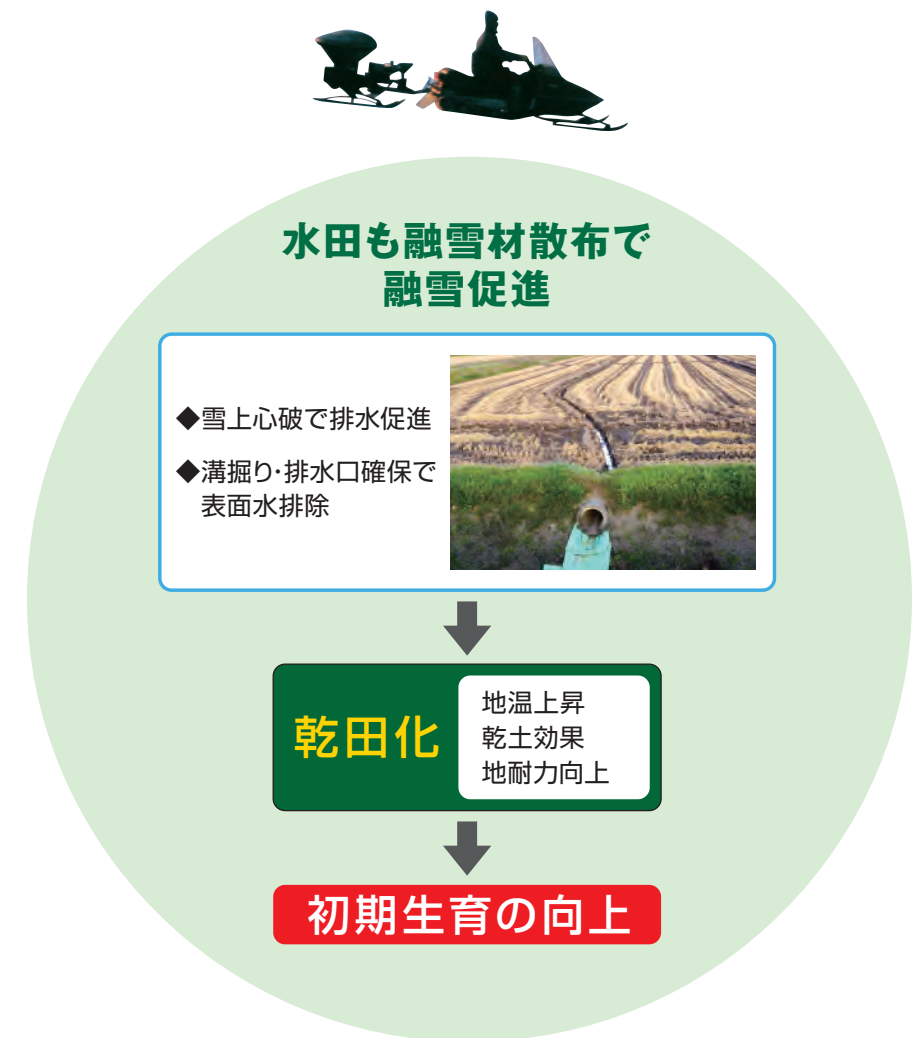 水田も融雪材散布で
融雪促進
◆雪上心破で排水促進
◆溝掘り・排水口確保で
表面水排除
乾田化
地温上昇
乾土効果
地耐力向上
初期生育の向上